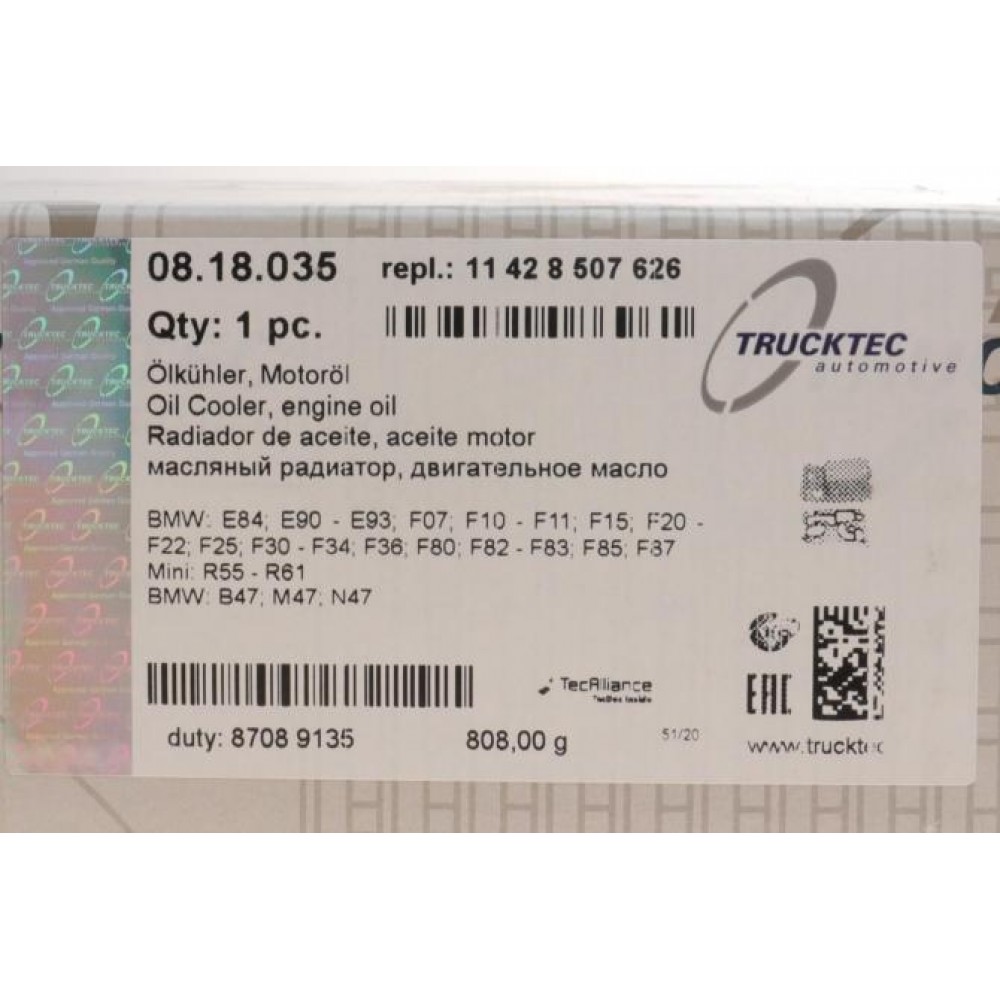 08.18.035 repl.: 11 42 8 507 626
Qty: 1 pc.
TRUCKTEC
automotive
Ölkühler, Motoröl
Oil Cooler, engine oil
Radiador de aceite, aceite motor
масляный радиатор, двигательное масло
BMW: E84; E90 - E93; F07; F10 - F11; F15; F20 -
F22; F25; F30 - F34; F36; F80; F82 - F83; F85; F87
Mini: R55 - R61
BMW: B47; M47; N47
TecAlliance
TecDoc Inside
EAC
duty: 8708 9135 808,00 g 51/20
www.trucktec